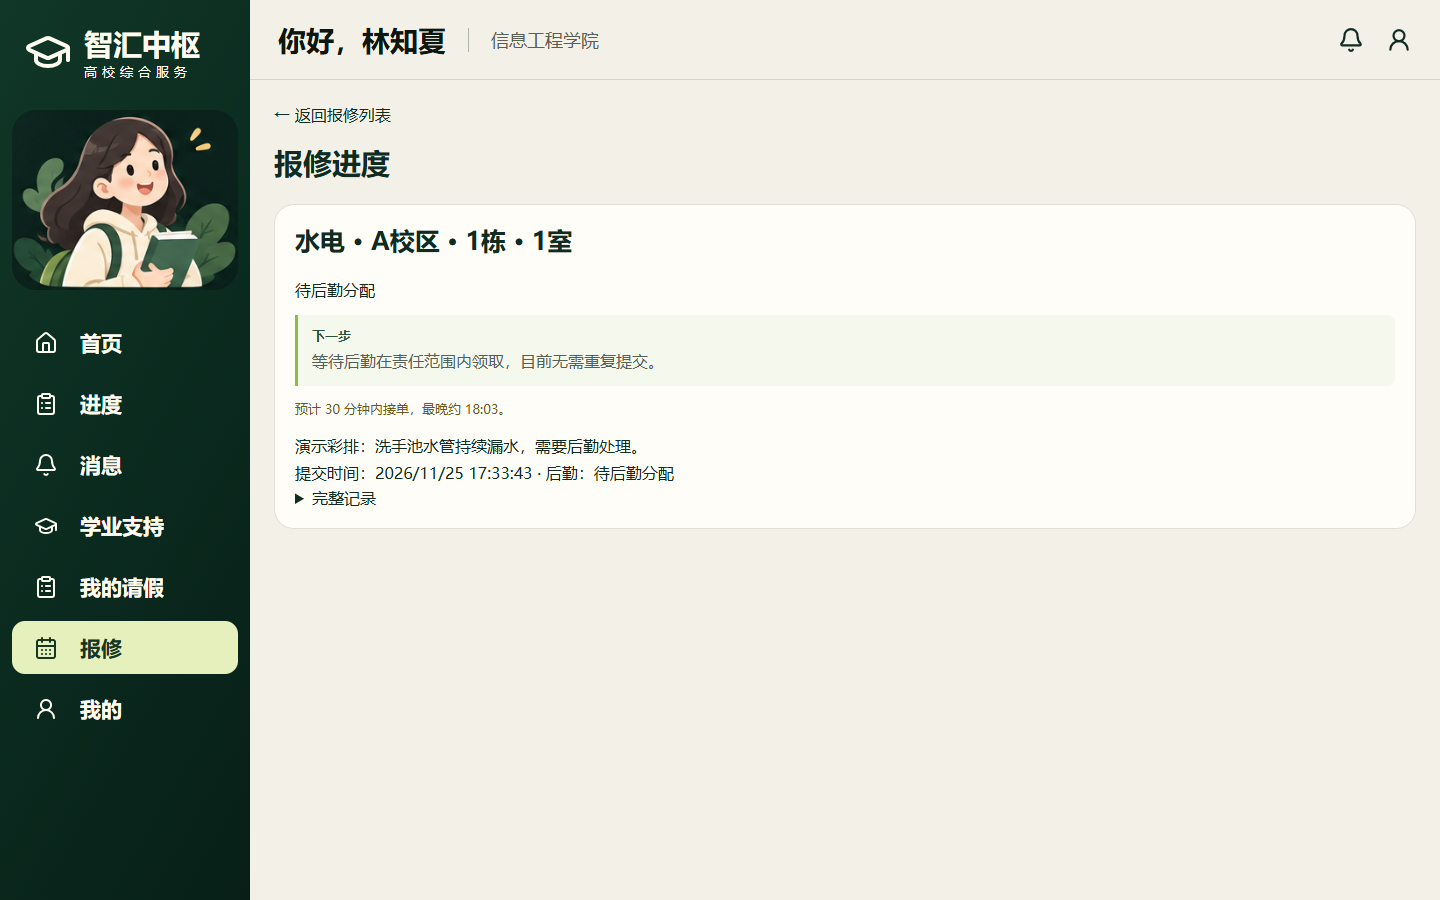 智汇中枢
高校综合服务
首页
进度
消息
学业支持
我的请假
报修
我的
你好，林知夏
信息工程学院
← 返回报修列表
报修进度
水电 • A校区 • 1栋 • 1室
待后勤分配
下一步
等待后勤在责任范围内领取，目前无需重复提交。
预计 30 分钟内接单，最晚约 18:03。
演示彩排：洗手池水管持续漏水，需要后勤处理。
提交时间：2026/11/25 17:33:43 · 后勤：待后勤分配
▶ 完整记录